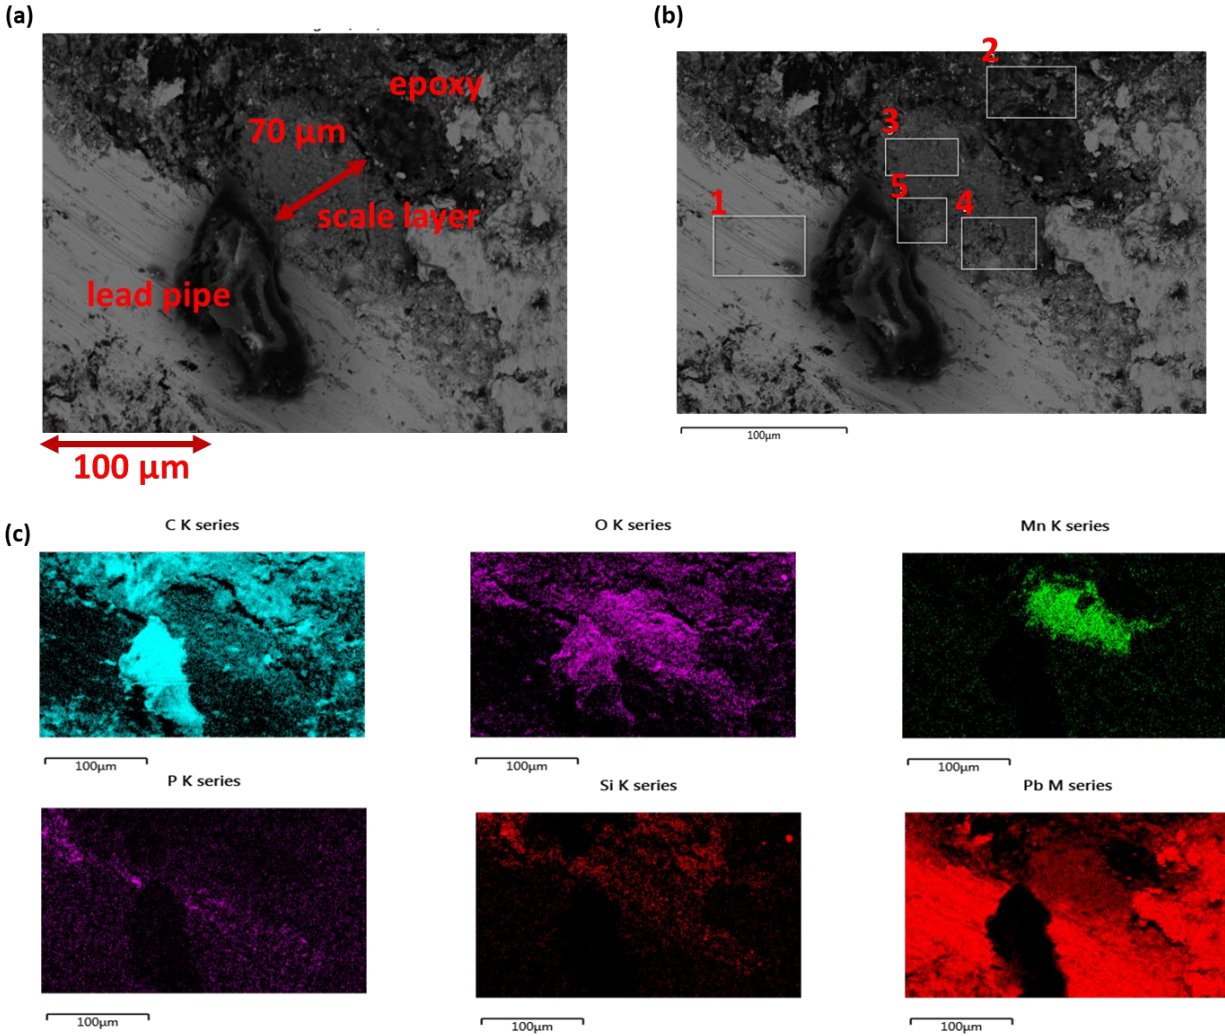 (a)
epoxy
70 µm
scale layer
lead pipe
100 µm
(b)
2
3
5
4
1
100µm
(c)
C K series
O K series
Mn K series
100µm
100µm
100µm
P K series
Si K series
Pb M series
100µm
100µm
100µm